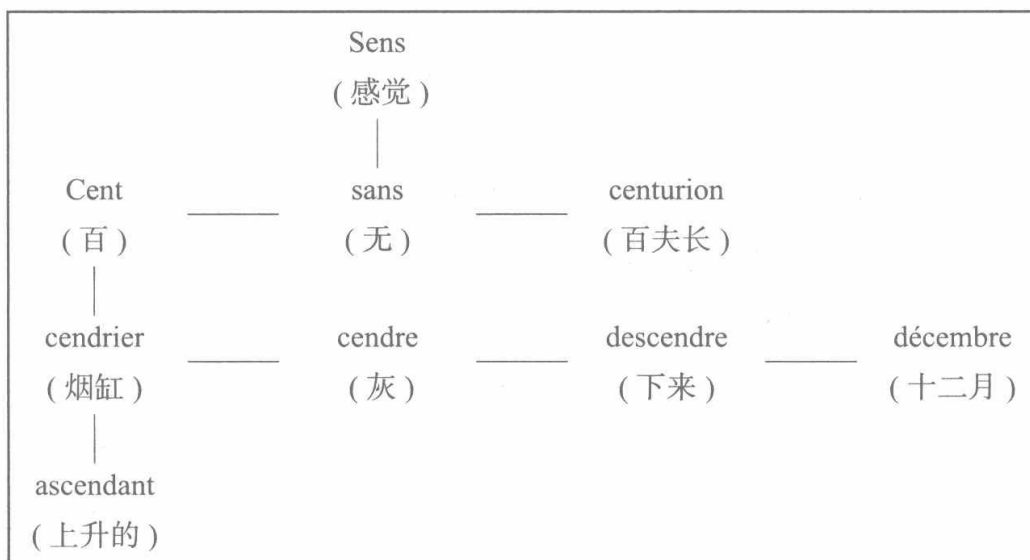 Sens
(感觉)
Cent sans centurion
(百) (无) (百夫长)
cendrier cendre descendre décembre
(烟缸) (灰) (下来) (十二月)
ascendant
(上升的)